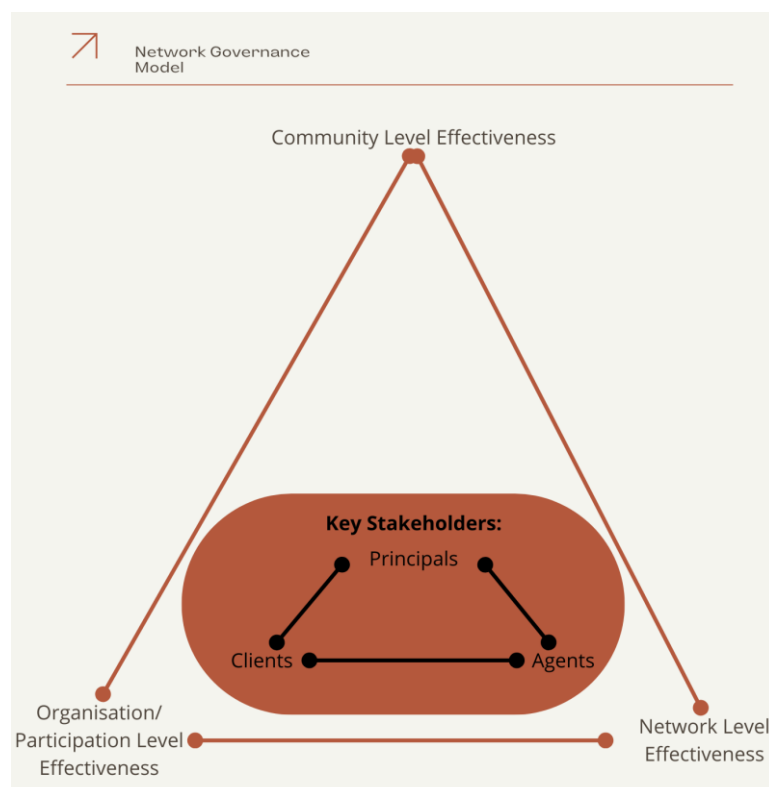 Network Governance
Model
Community Level Effectiveness
Key Stakeholders:
Principals
Clients
Agents
Organisation/
Participation Level
Effectiveness
Network Level
Effectiveness